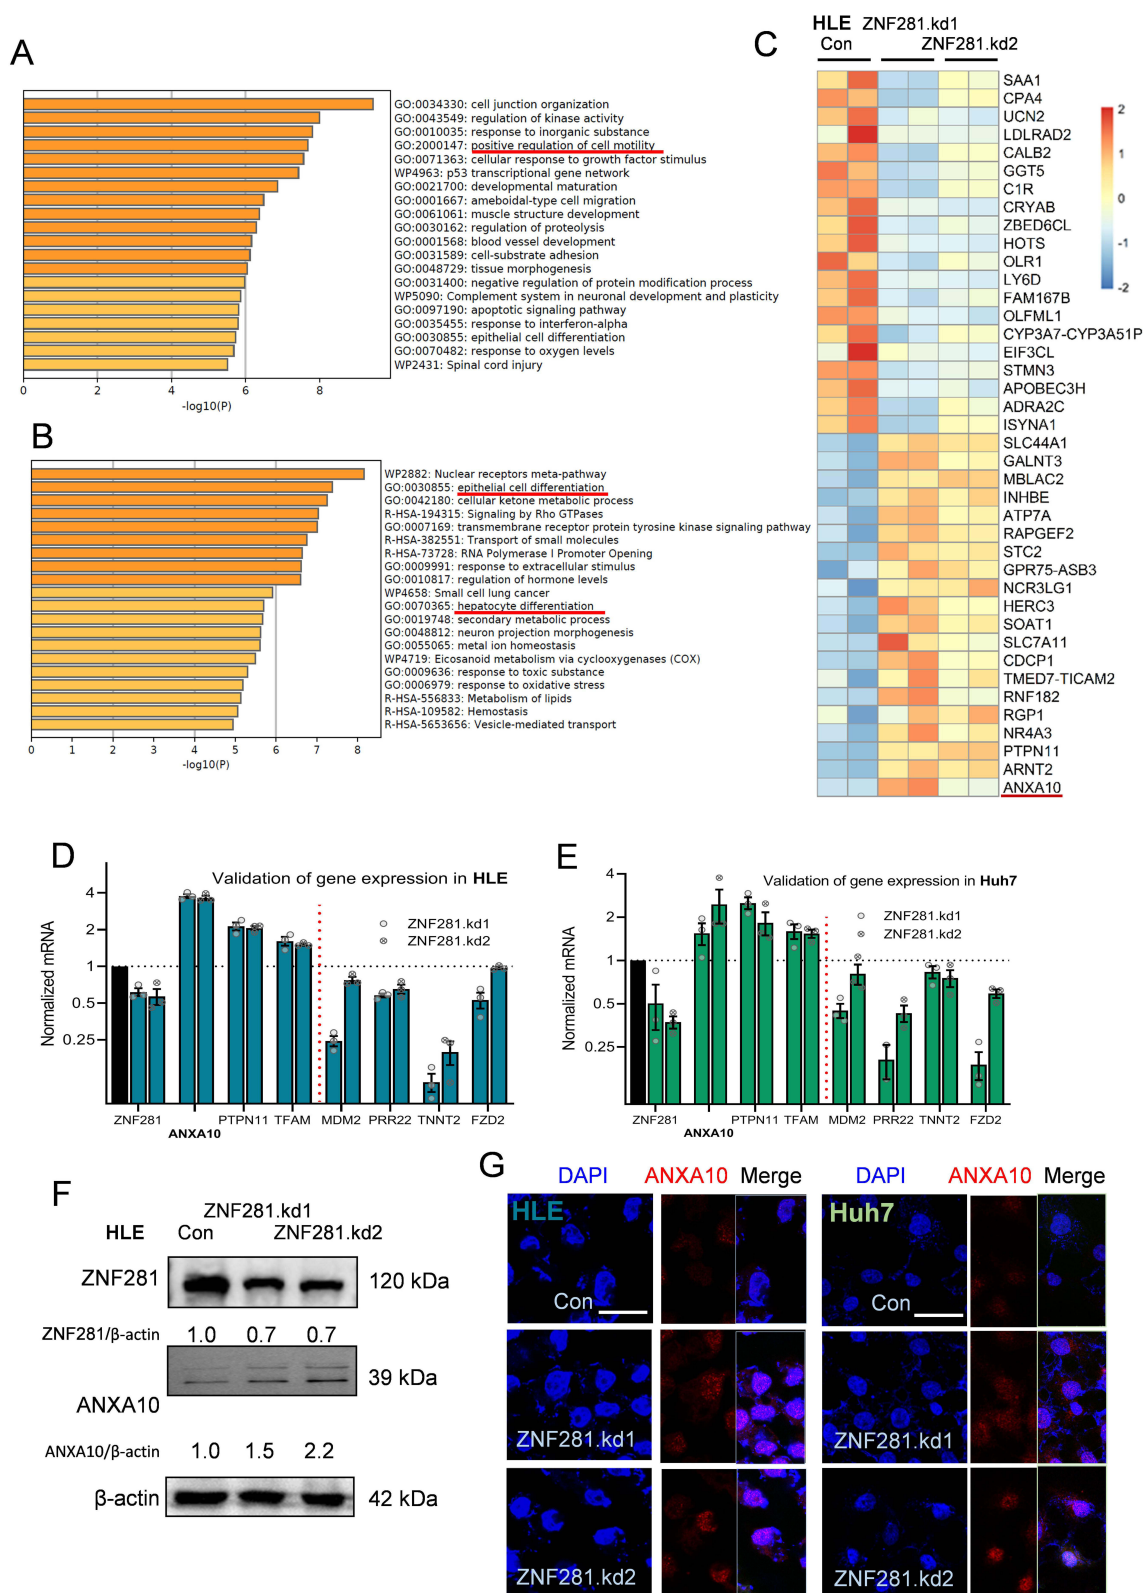 A
GO:0034330: cell junction organization
GO:0043549: regulation of kinase activity
GO:0010035: response to inorganic substance
GO:2000147: positive regulation of cell motility
GO:0071363: cellular response to growth factor stimulus
WP4963: p53 transcriptional gene network
GO:0021700: developmental maturation
GO:0001667: ameboidal-type cell migration
GO:0061061: muscle structure development
GO:0030162: regulation of proteolysis
GO:0001568: blood vessel development
GO:0031589: cell-substrate adhesion
GO:0048729: tissue morphogenesis
GO:0031400: negative regulation of protein modification process
WP5090: Complement system in neuronal development and plasticity
GO:0097190: apoptotic signaling pathway
GO:0035455: response to interferon-alpha
GO:0030855: epithelial cell differentiation
GO:0070482: response to oxygen levels
WP2431: Spinal cord injury
0 2 4 6 8
-log10(P)
B
WP2882: Nuclear receptors meta-pathway
GO:0030855: epithelial cell differentiation
GO:0042180: cellular ketone metabolic process
R-HSA-194315: Signaling by Rho GTPases
GO:0007169: transmembrane receptor protein tyrosine kinase signaling pathway
R-HSA-382551: Transport of small molecules
R-HSA-73728: RNA Polymerase I Promoter Opening
GO:0009991: response to extracellular stimulus
GO:0010817: regulation of hormone levels
WP4658: Small cell lung cancer
GO:0070365: hepatocyte differentiation
GO:0019748: secondary metabolic process
GO:0048812: neuron projection morphogenesis
GO:0055065: metal ion homeostasis
WP4719: Eicosanoid metabolism via cyclooxygenases (COX)
GO:0009636: response to toxic substance
GO:0006979: response to oxidative stress
R-HSA-556833: Metabolism of lipids
R-HSA-109582: Hemostasis
R-HSA-5653656: Vesicle-mediated transport
0 1 2 3 4 5 6 7 8
-log10(P)
C
HLE ZNF281.kd1
Con ZNF281.kd2
SAA1
CPA4
UCN2
LDLRAD2
CALB2
GGT5
C1R
CRYAB
ZBED6CL
HOTS
OLR1
LY6D
FAM167B
OLFML1
CYP3A7-CYP3A51P
EIF3CL
STMN3
APOBEC3H
ADRA2C
ISYNA1
SLC44A1
GALNT3
MBLAC2
INHBE
ATP7A
RAPGEF2
STC2
GPR75-ASB3
NCR3LG1
HERC3
SOAT1
SLC7A11
CDCP1
TMED7-TICAM2
RNF182
RGP1
NR4A3
PTPN11
ARNT2
ANXA10
2
1
0
-1
-2
D
Validation of gene expression in HLE
ZNF281.kd1
ZNF281.kd2
Normalized mRNA
4
2
1
0.5
0.25
ZNF281 ANXA10 PTPN11 TFAM MDM2 PRR22 TNNT2 FZD2
E
Validation of gene expression in Huh7
ZNF281.kd1
ZNF281.kd2
Normalized mRNA
4
2
1
0.5
0.25
ZNF281 ANXA10 PTPN11 TFAM MDM2 PRR22 TNNT2 FZD2
F
ZNF281.kd1
HLE Con ZNF281.kd2
ZNF281 120 kDa
ZNF281/β-actin 1.0 0.7 0.7
39 kDa
ANXA10
ANXA10/β-actin 1.0 1.5 2.2
β-actin 42 kDa
G
DAPI ANXA10 Merge DAPI ANXA10 Merge
HLE Huh7
Con Con
ZNF281.kd1 ZNF281.kd1
ZNF281.kd2 ZNF281.kd2